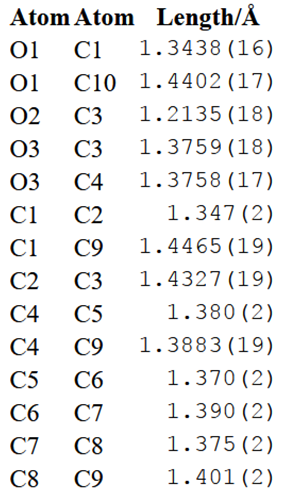 Atom Atom Length/Å
O1 C1 1.3438(16)
O1 C10 1.4402(17)
O2 C3 1.2135(18)
O3 C3 1.3759(18)
O3 C4 1.3758(17)
C1 C2 1.347(2)
C1 C9 1.4465(19)
C2 C3 1.4327(19)
C4 C5 1.380(2)
C4 C9 1.3883(19)
C5 C6 1.370(2)
C6 C7 1.390(2)
C7 C8 1.375(2)
C8 C9 1.401(2)